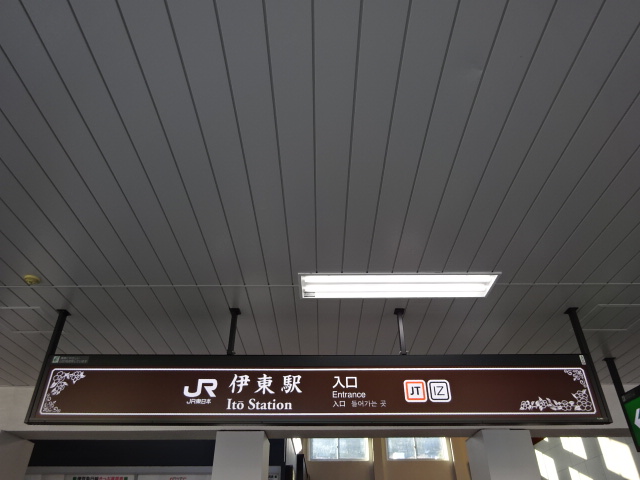 JR
JR東日本
伊東駅
Itō Station
入口
Entrance
入口 들어가는 곳
JT
IZ